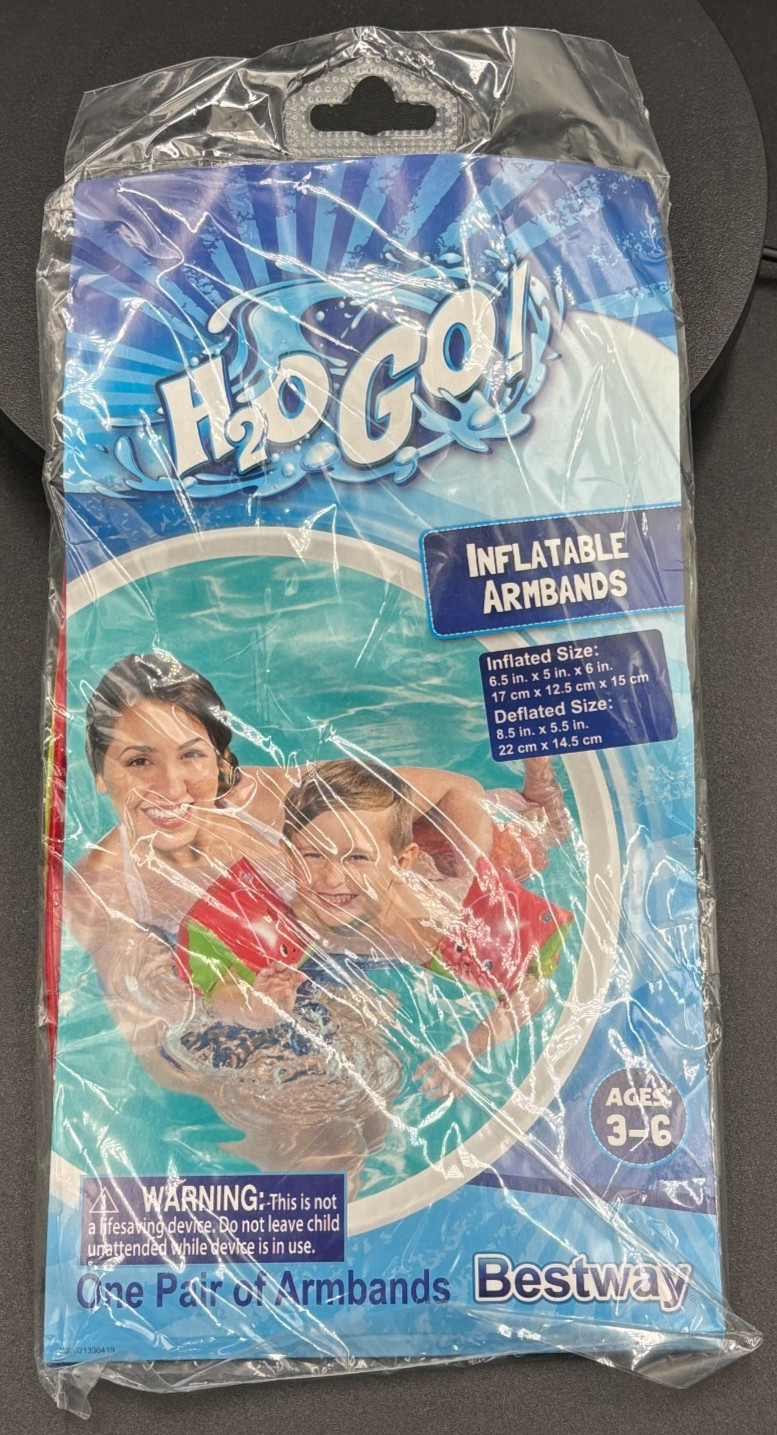 H2O GO!
INFLATABLE
ARMBANDS
Inflated Size:
6.5 in. x 5 in. x 6 in.
17 cm x 12.5 cm x 15 cm
Deflated Size:
8.5 in. x 5.5 in.
22 cm x 14.5 cm
AGES:
3-6
WARNING: This is not
a lifesaving device. Do not leave child
unattended while device is in use.
One Pair of Armbands
Bestway